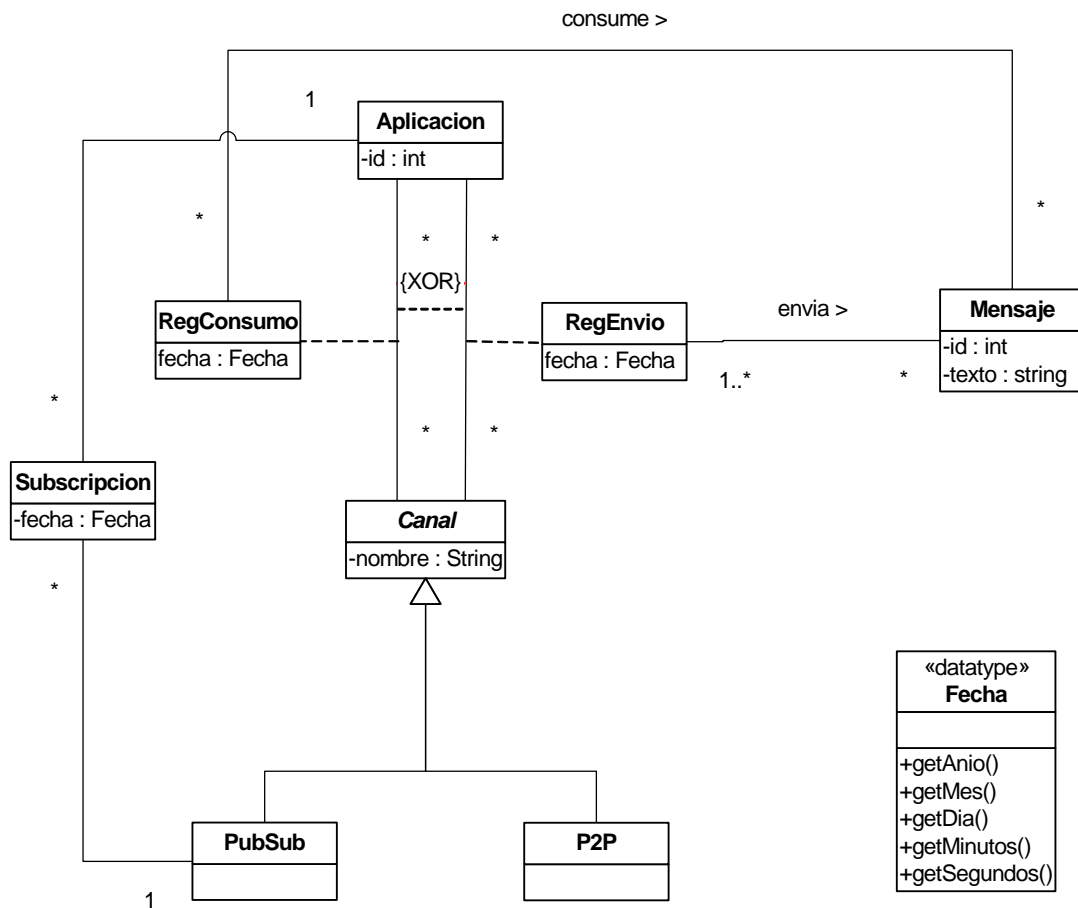 consume >
1
Aplicacion
-id : int
*
*
*
*
{XOR}
RegConsumo
fecha : Fecha
RegEnvio
fecha : Fecha
envia >
Mensaje
-id : int
-texto : string
1..*
*
*
*
*
Subscripcion
-fecha : Fecha
Canal
-nombre : String
*
«datatype»
Fecha
+getAnio()
+getMes()
+getDia()
+getMinutos()
+getSegundos()
PubSub
P2P
1